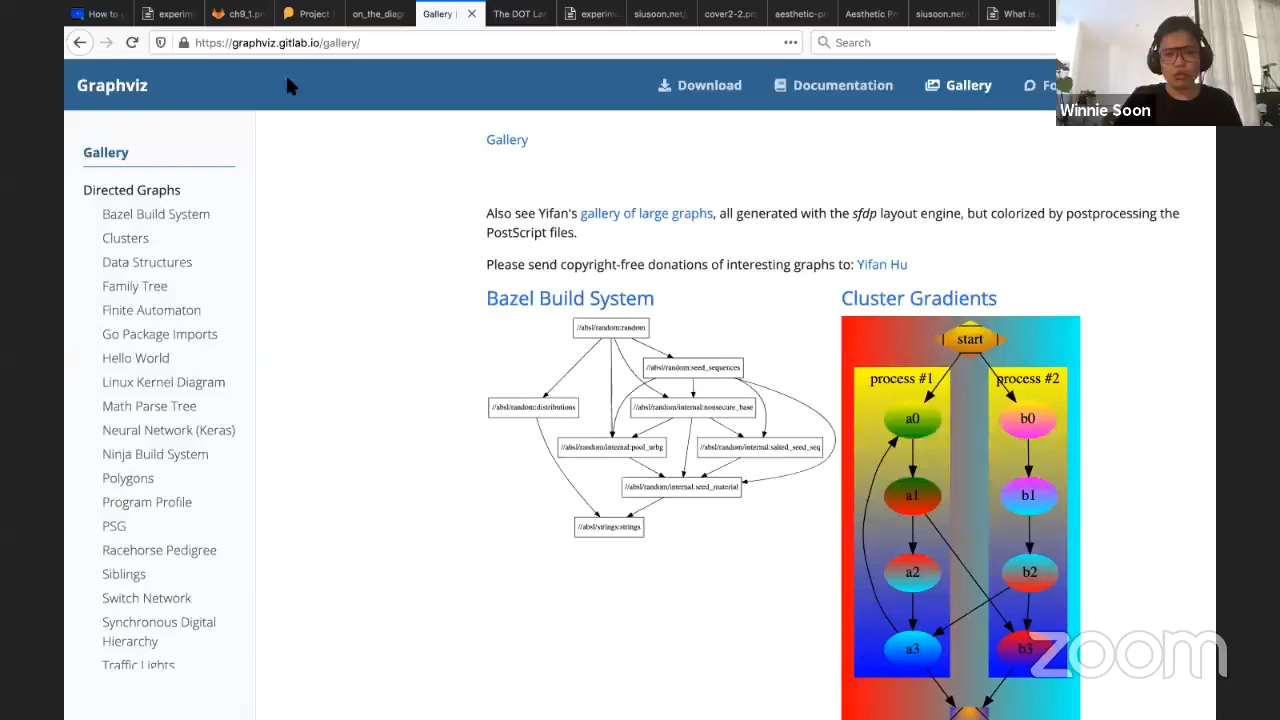 How to
experim
ch9_1.p
Project
on_the_diagr
Gallery |
The DOT Lan
experime
siusoon.net/
cover2-2.pn
aesthetic-pr
Aesthetic Pr
siusoon.net/
What is
https://graphviz.gitlab.io/gallery/
Search
Graphviz
Download
Documentation
Gallery
Fo
Winnie Soon
Gallery
Directed Graphs
Bazel Build System
Clusters
Data Structures
Family Tree
Finite Automaton
Go Package Imports
Hello World
Linux Kernel Diagram
Math Parse Tree
Neural Network (Keras)
Ninja Build System
Polygons
Program Profile
PSG
Racehorse Pedigree
Siblings
Switch Network
Synchronous Digital
Hierarchy
Traffic Lights
Gallery
Also see Yifan's gallery of large graphs, all generated with the sfdp layout engine, but colorized by postprocessing the
PostScript files.
Please send copyright-free donations of interesting graphs to: Yifan Hu
Bazel Build System
//absl/random:random
//absl/random:seed_sequences
//absl/random:distributions
//absl/random/internal:nonsecure_base
//absl/random/internal:pool_urbg
//absl/random/internal:salted_seed_seq
//absl/random/internal:seed_material
//absl/strings:strings
Cluster Gradients
start
process #1
process #2
a0
b0
a1
b1
a2
b2
a3
b3
zoom